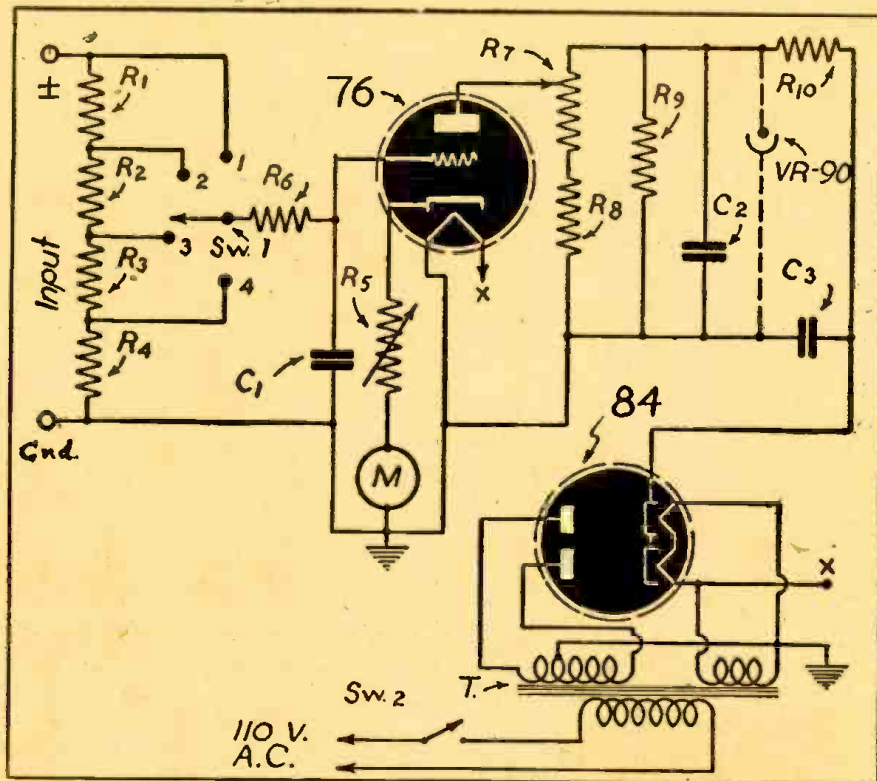 ±
R1
R2
Input
R3
R4
Gnd.
1
2
3
4
Sw.1
R6
C1
R5
M
76
x
R7
R8
R9
C2
VR-90
R10
C3
84
x
T.
Sw.2
110 V.
A.C.